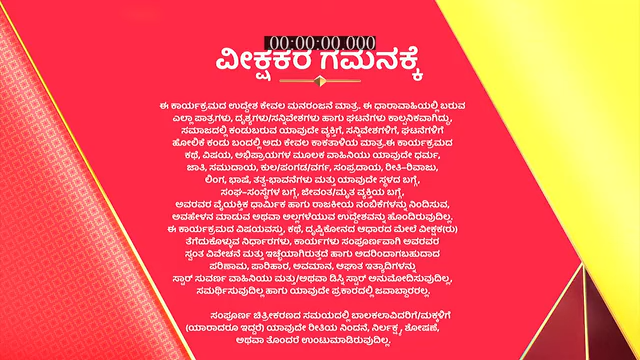 00:00:00.000
ವೀಕ್ಷಕರ ಗಮನಕ್ಕೆ
ಈ ಕಾರ್ಯಕ್ರಮದ ಉದ್ದೇಶ ಕೇವಲ ಮನರಂಜನೆ ಮಾತ್ರ. ಈ ಧಾರಾವಾಹಿಯಲ್ಲಿ ಬರುವ
ಎಲ್ಲಾ ಪಾತ್ರಗಳು, ದೃಶ್ಯಗಳು/ಸನ್ನಿವೇಶಗಳು ಹಾಗು ಘಟನೆಗಳು ಕಾಲ್ಪನಿಕವಾಗಿದ್ದು,
ಸಮಾಜದಲ್ಲಿ ಕಂಡುಬರುವ ಯಾವುದೇ ವ್ಯಕ್ತಿಗೆ, ಸನ್ನಿವೇಶಗಳಿಗೆ, ಘಟನೆಗಳಿಗೆ
ಹೋಲಿಕೆ ಕಂಡು ಬಂದಲ್ಲಿ ಅದು ಕೇವಲ ಕಾಕತಾಳಿಯ ಮಾತ್ರ.ಈ ಕಾರ್ಯಕ್ರಮದ
ಕಥೆ, ವಿಷಯ, ಅಭಿಪ್ರಾಯಗಳ ಮೂಲಕ ವಾಹಿನಿಯು ಯಾವುದೇ ಧರ್ಮ,
ಜಾತಿ, ಸಮುದಾಯ, ಕುಲ/ಪಂಗಡ/ವರ್ಗ, ಸಂಪ್ರದಾಯ, ರೀತಿ-ರಿವಾಜು,
ಲಿಂಗ, ಭಾಷೆ, ತತ್ವ-ಭಾವನೆಗಳು ಮತ್ತು ಯಾವುದೇ ಸ್ಥಳದ ಬಗ್ಗೆ,
ಸಂಘ-ಸಂಸ್ಥೆಗಳ ಬಗ್ಗೆ, ಜೀವಂತ/ಮೃತ ವ್ಯಕ್ತಿಯ ಬಗ್ಗೆ,
ಅವರವರ ವೈಯಕ್ತಿಕ ಧಾರ್ಮಿಕ ಹಾಗು ರಾಜಕೀಯ ನಂಬಿಕೆಗಳನ್ನು ನಿಂದಿಸುವ,
ಅವಹೇಳನ ಮಾಡುವ ಅಥವಾ ಅಲ್ಲಗಳೆಯುವ ಉದ್ದೇಶವನ್ನು ಹೊಂದಿರುವುದಿಲ್ಲ.
ಈ ಕಾರ್ಯಕ್ರಮದ ವಿಷಯವಸ್ತು, ಕಥೆ, ದೃಷ್ಟಿಕೋನದ ಆಧಾರದ ಮೇಲೆ ವೀಕ್ಷಕ(ರು)
ತೆಗೆದುಕೊಳ್ಳುವ ನಿರ್ಧಾರಗಳು, ಕಾರ್ಯಗಳು ಸಂಪೂರ್ಣವಾಗಿ ಅವರವರ
ಸ್ವಂತ ವಿವೇಚನೆ ಮತ್ತು ಇಚ್ಛೆಯಾಗಿರುತ್ತದೆ ಹಾಗು ಅದರಿಂದಾಗಬಹುದಾದ
ಪರಿಣಾಮ, ಪಾರಿಹಾರ, ಅವಮಾನ, ಆಘಾತ ಇತ್ಯಾದಿಗಳನ್ನು
ಸ್ಟಾರ್ ಸುವರ್ಣ ವಾಹಿನಿಯು ಮತ್ತು/ಅಥವಾ ಡಿಸ್ನಿ ಸ್ಟಾರ್ ಅನುಮೋದಿಸುವುದಿಲ್ಲ,
ಸಮರ್ಥಿಸುವುದಿಲ್ಲ ಹಾಗು ಯಾವುದೇ ಪ್ರಕಾರದಲ್ಲಿ ಜವಾಬ್ದಾರರಲ್ಲ.
ಸಂಪೂರ್ಣ ಚಿತ್ರೀಕರಣದ ಸಮಯದಲ್ಲಿ ಬಾಲಕಲಾವಿದರಿಗೆ/ಮಕ್ಕಳಿಗೆ
(ಯಾರಾದರೂ ಇದ್ದರೆ) ಯಾವುದೇ ರೀತಿಯ ನಿಂದನೆ, ನಿರ್ಲಕ್ಷ್ಯ, ಶೋಷಣೆ,
ಅಥವಾ ತೊಂದರೆ ಉಂಟುಮಾಡಿರುವುದಿಲ್ಲ.